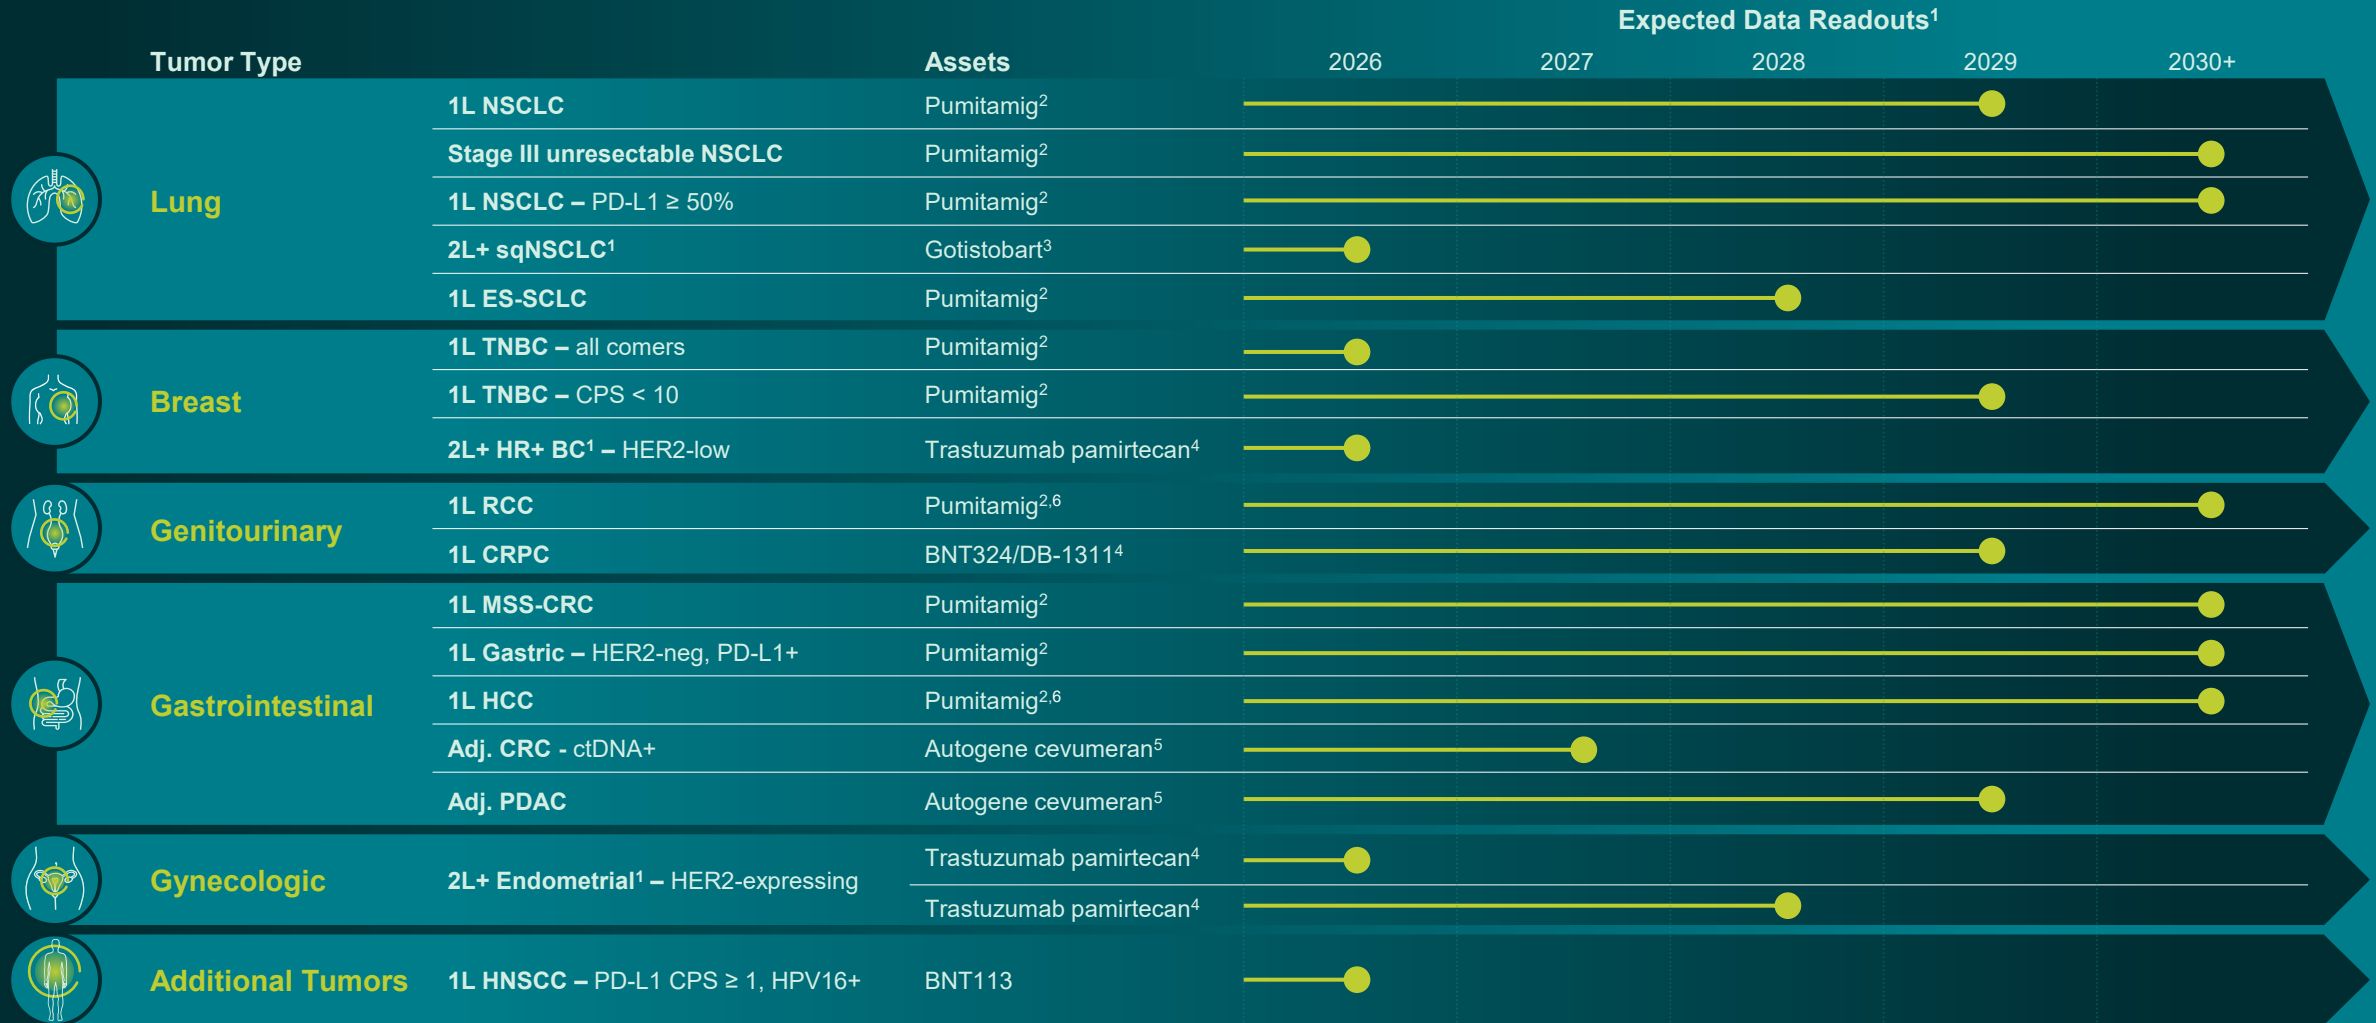 Expected Data Readouts¹
Tumor Type Assets 2026 2027 2028 2029 2030+
Lung
1L NSCLC Pumitamig²
Stage III unresectable NSCLC Pumitamig²
1L NSCLC – PD-L1 ≥ 50% Pumitamig²
2L+ sqNSCLC¹ Gotistobart³
1L ES-SCLC Pumitamig²
Breast
1L TNBC – all comers Pumitamig²
1L TNBC – CPS < 10 Pumitamig²
2L+ HR+ BC¹ – HER2-low Trastuzumab pamirtecan⁴
Genitourinary
1L RCC Pumitamig²,⁶
1L CRPC BNT324/DB-1311⁴
Gastrointestinal
1L MSS-CRC Pumitamig²
1L Gastric – HER2-neg, PD-L1+ Pumitamig²
1L HCC Pumitamig²,⁶
Adj. CRC - ctDNA+ Autogene cevumeran⁵
Adj. PDAC Autogene cevumeran⁵
Gynecologic
2L+ Endometrial¹ – HER2-expressing
Trastuzumab pamirtecan⁴
Trastuzumab pamirtecan⁴
Additional Tumors
1L HNSCC – PD-L1 CPS ≥ 1, HPV16+ BNT113